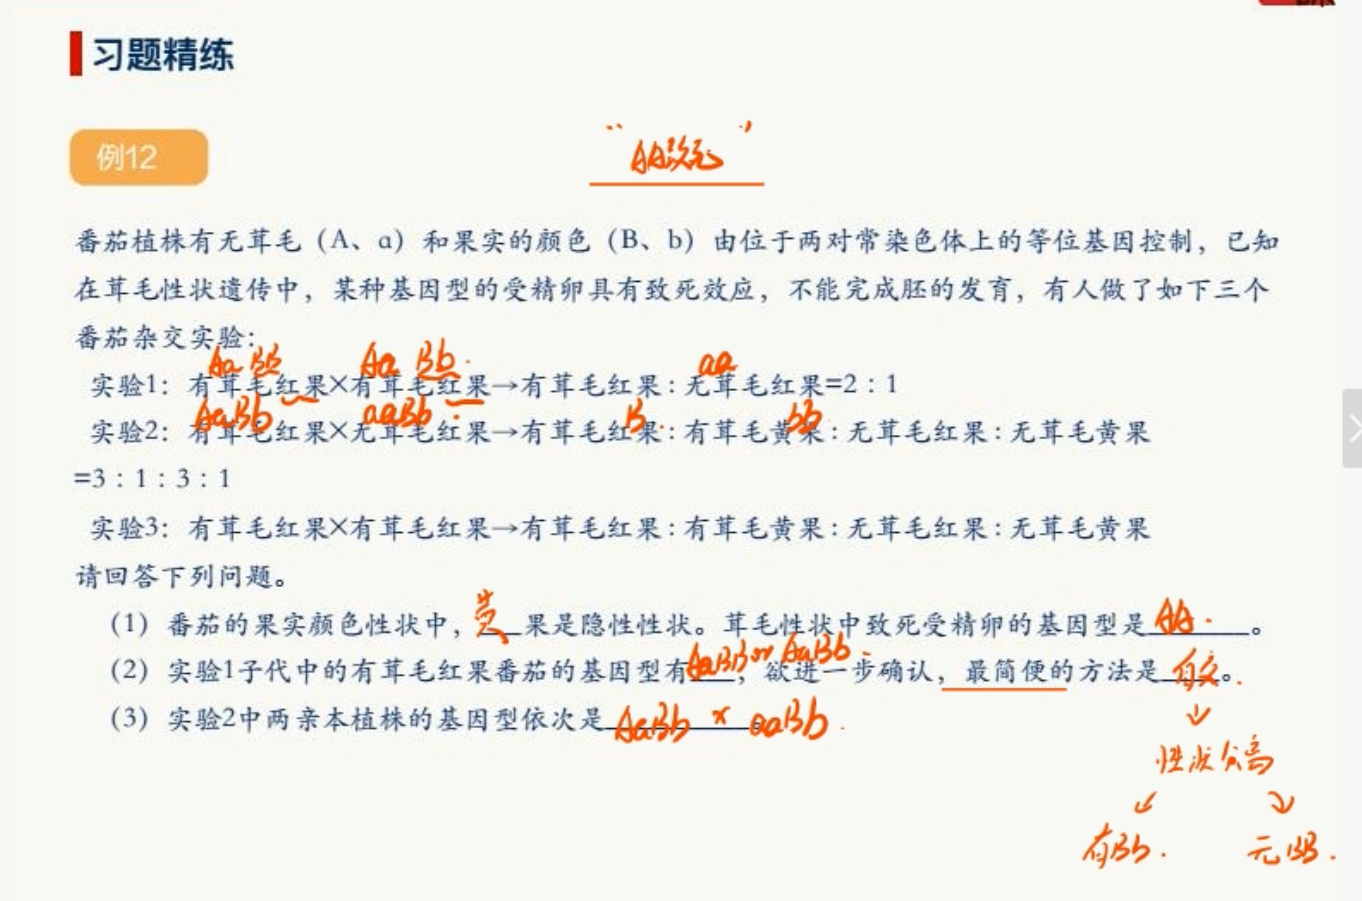 习题精练
例12
“AA致死”
番茄植株有无茸毛（A、a）和果实的颜色（B、b）由位于两对常染色体上的等位基因控制，已知
在茸毛性状遗传中，某种基因型的受精卵具有致死效应，不能完成胚的发育，有人做了如下三个
番茄杂交实验：
AaBB AaBb aa
实验1：有茸毛红果×有茸毛红果→有茸毛红果：无茸毛红果=2：1
AaBb aaBb B bb
实验2：有茸毛红果×无茸毛红果→有茸毛红果：有茸毛黄果：无茸毛红果：无茸毛黄果
=3：1：3：1
实验3：有茸毛红果×有茸毛红果→有茸毛红果：有茸毛黄果：无茸毛红果：无茸毛黄果
请回答下列问题。
（1）番茄的果实颜色性状中，黄果是隐性性状。茸毛性状中致死受精卵的基因型是AA。
AaBB or AaBb
（2）实验1子代中的有茸毛红果番茄的基因型有，欲进一步确认，最简便的方法是自交。
（3）实验2中两亲本植株的基因型依次是AaBb × aaBb.
↓
性状分离
↙ ↘
有Bb. 无BB.